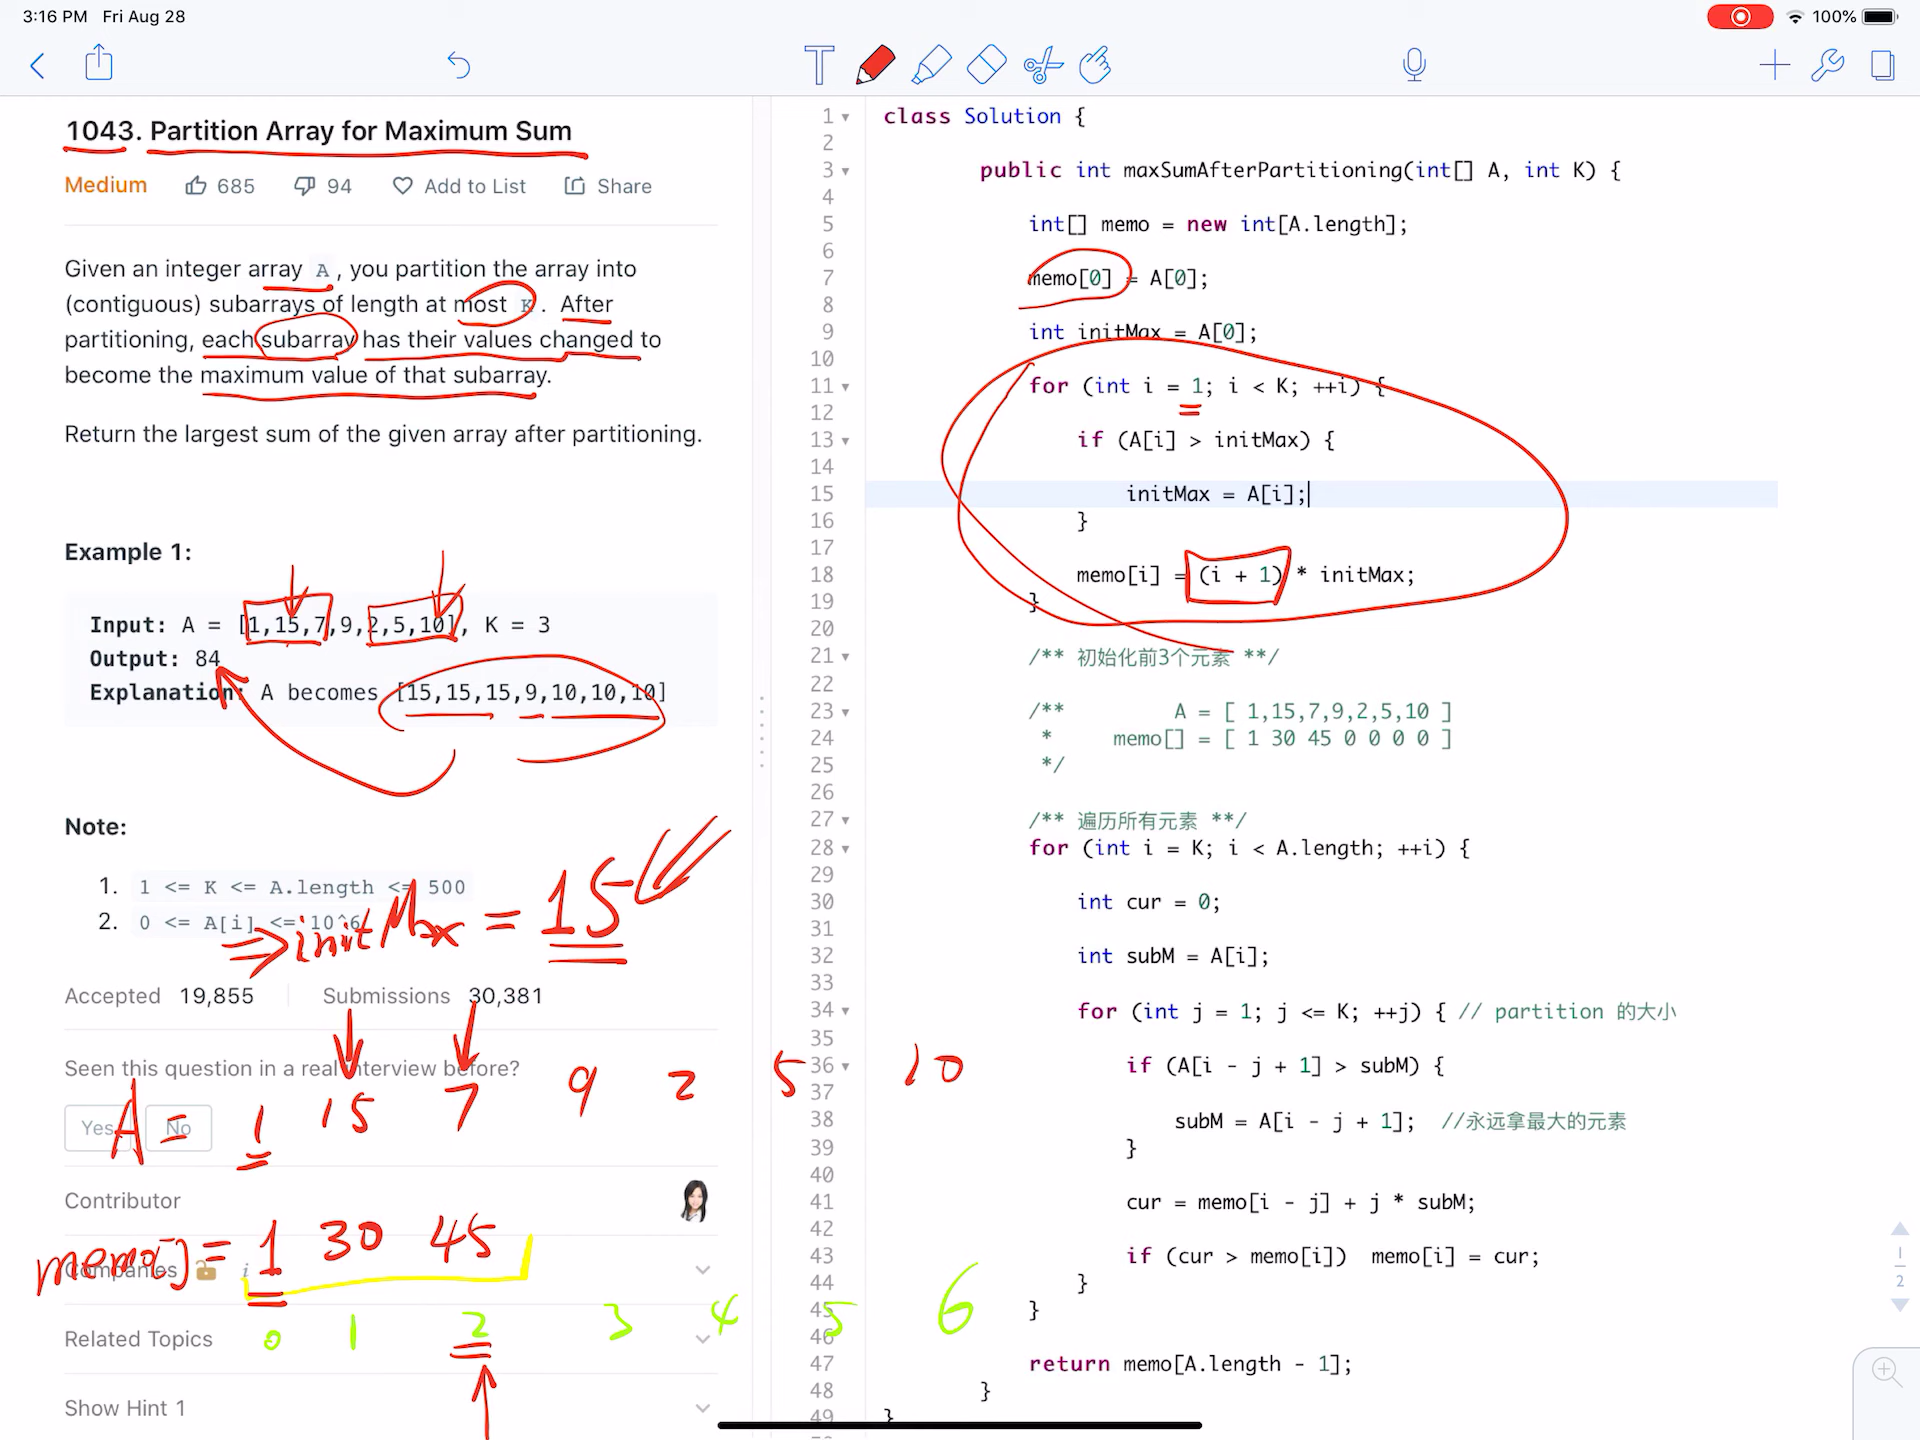 3:16 PM Fri Aug 28
100%
1043. Partition Array for Maximum Sum
Medium 685 94 Add to List Share
Given an integer array A, you partition the array into
(contiguous) subarrays of length at most K. After
partitioning, each subarray has their values changed to
become the maximum value of that subarray.
Return the largest sum of the given array after partitioning.
Example 1:
Input: A = [1,15,7,9,2,5,10], K = 3
Output: 84
Explanation: A becomes [15,15,15,9,10,10,10]
Note:
1. 1 <= K <= A.length <= 500
2. 0 <= A[i] <= 10^6
=> initMax = 15
Accepted 19,855 Submissions 30,381
Seen this question in a real interview before?
Yes No
A = 1 15 7 9 2 5 10
Contributor
memo[] = 1 30 45
Companies i
0 1 2 3 4 5 6
Related Topics
Show Hint 1
1 class Solution {
2
3 public int maxSumAfterPartitioning(int[] A, int K) {
4
5 int[] memo = new int[A.length];
6
7 memo[0] = A[0];
8
9 int initMax = A[0];
10
11 for (int i = 1; i < K; ++i) {
12
13 if (A[i] > initMax) {
14
15 initMax = A[i];
16 }
17
18 memo[i] = (i + 1) * initMax;
19 }
20
21 /** 初始化前3个元素 **/
22
23 /** A = [ 1,15,7,9,2,5,10 ]
24 * memo[] = [ 1 30 45 0 0 0 0 ]
25 */
26
27 /** 遍历所有元素 **/
28 for (int i = K; i < A.length; ++i) {
29
30 int cur = 0;
31
32 int subM = A[i];
33
34 for (int j = 1; j <= K; ++j) { // partition 的大小
35
36 if (A[i - j + 1] > subM) {
37
38 subM = A[i - j + 1]; //永远拿最大的元素
39 }
40
41 cur = memo[i - j] + j * subM;
42
43 if (cur > memo[i]) memo[i] = cur;
44 }
45 }
46
47 return memo[A.length - 1];
48 }
49 }
1
2